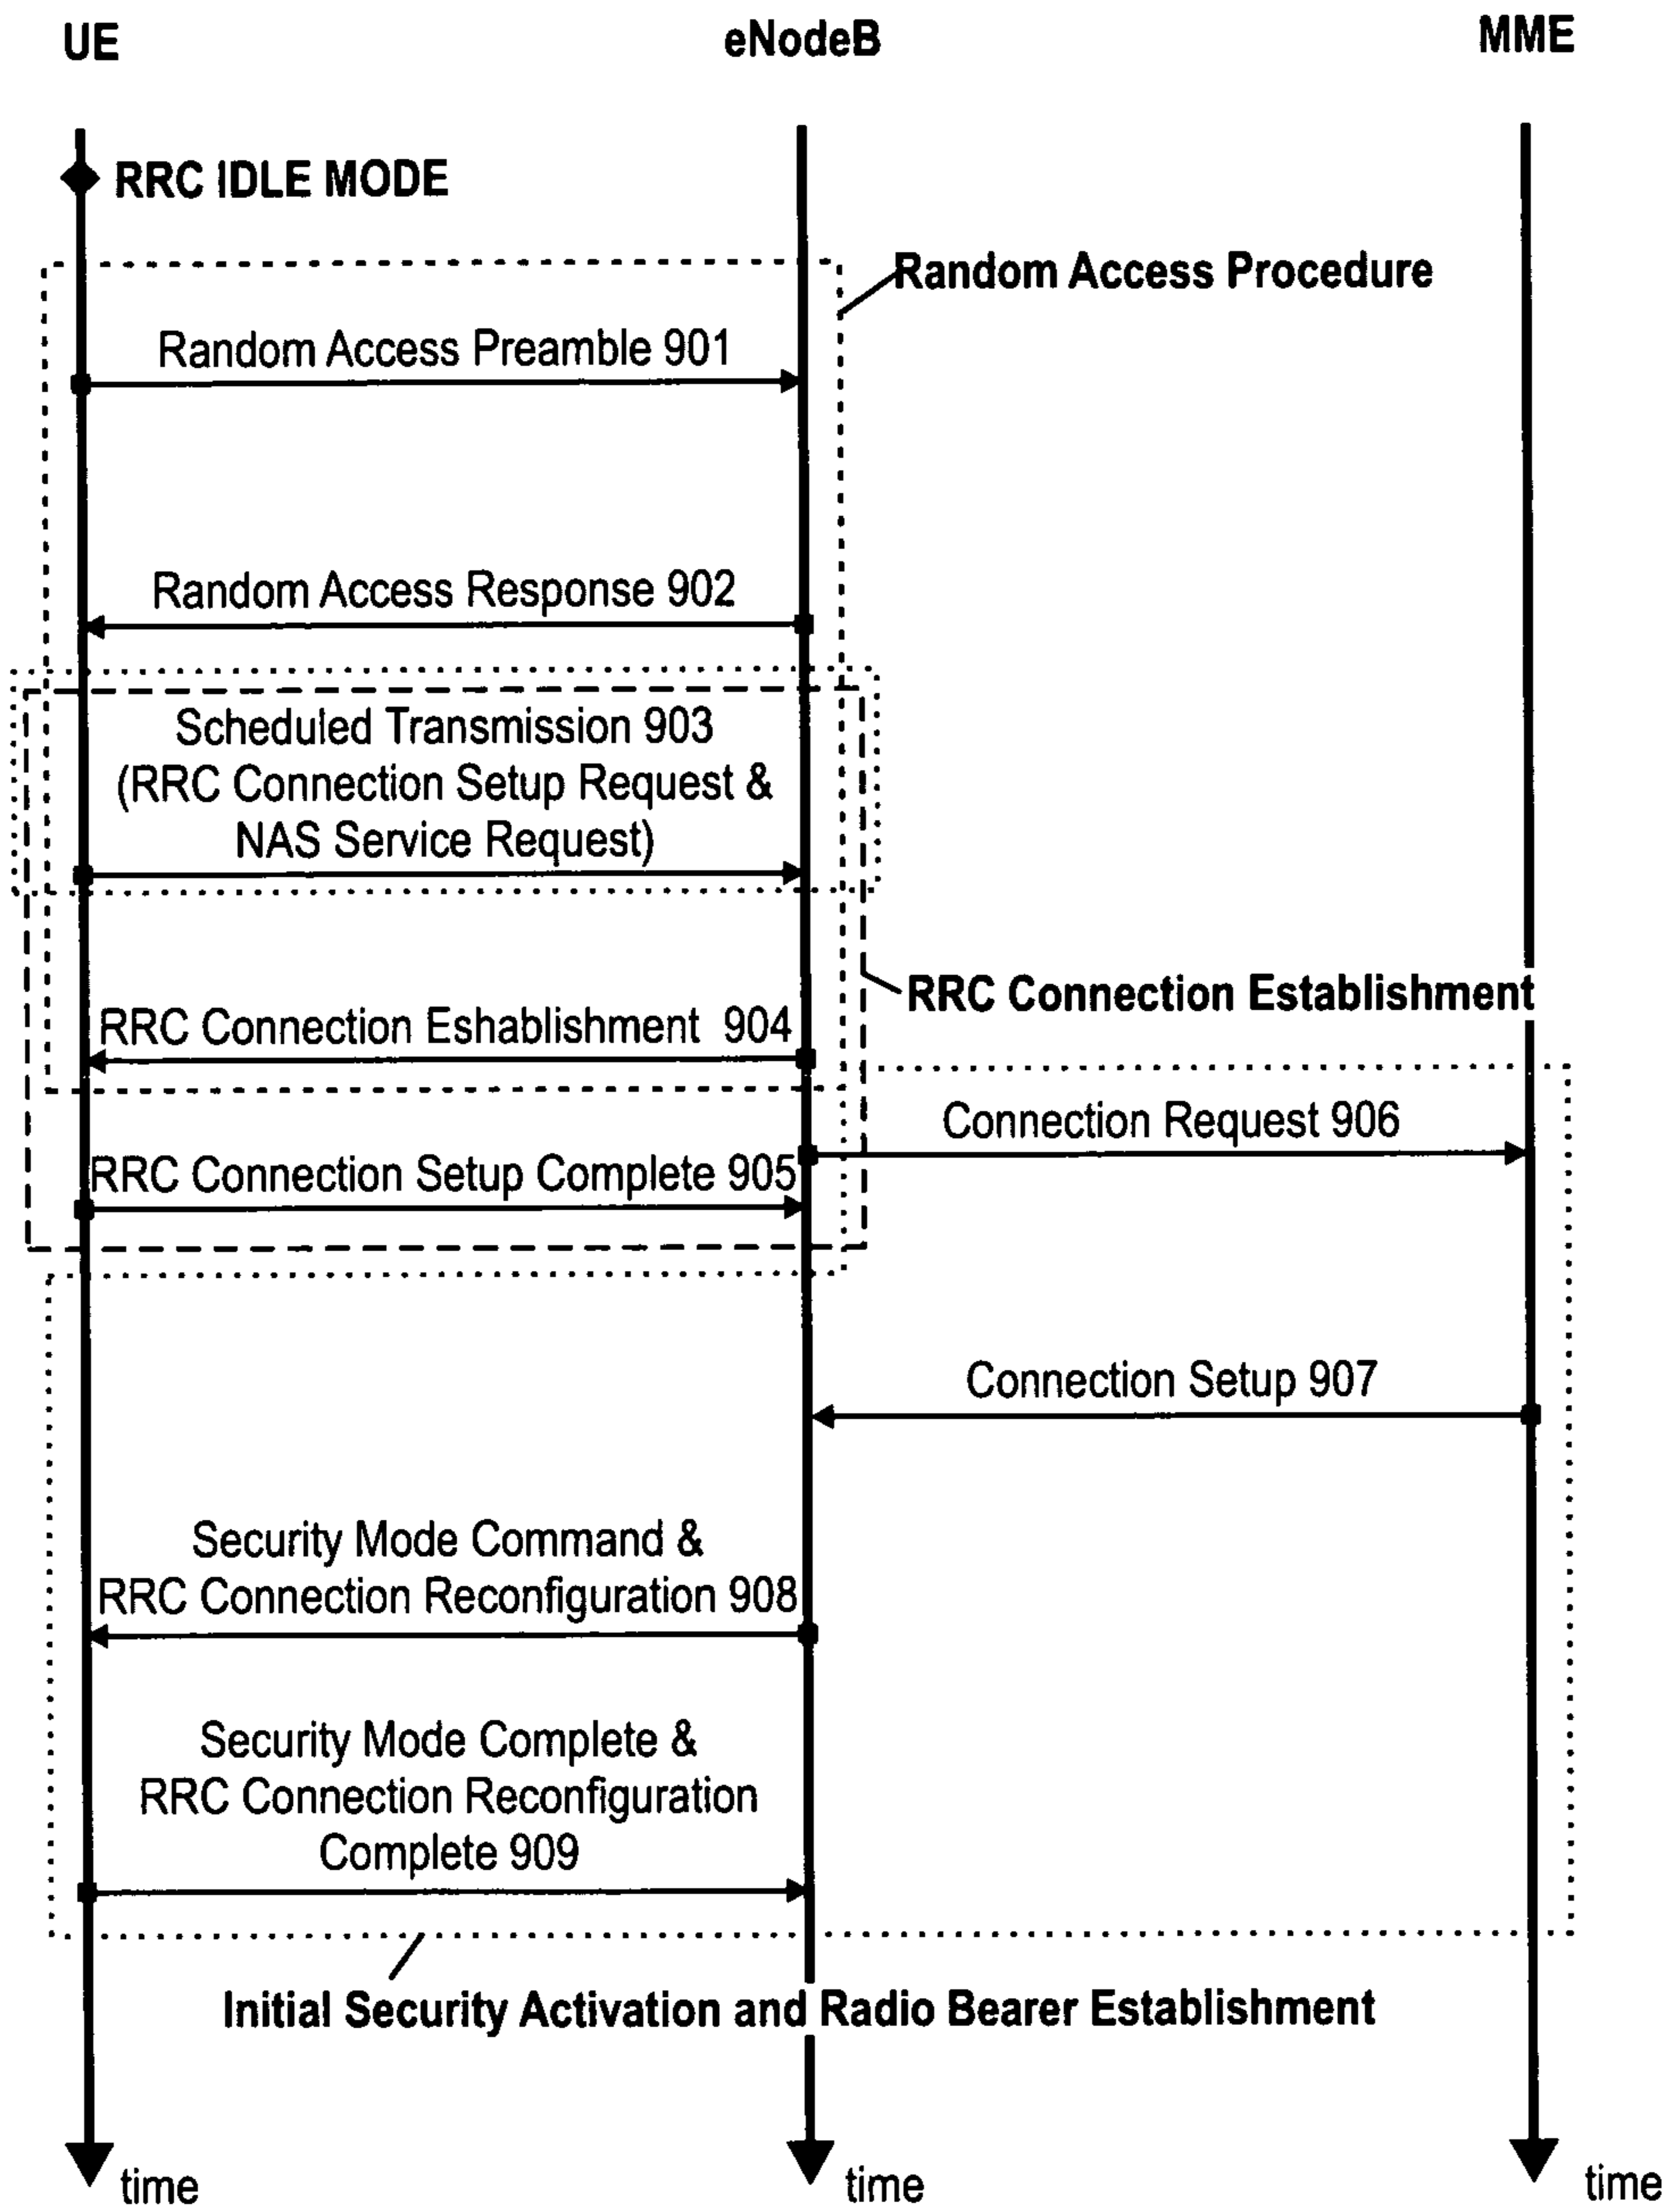 UE
eNodeB
MME
RRC IDLE MODE
Random Access Procedure
Random Access Preamble 901
Random Access Response 902
Scheduled Transmission 903
(RRC Connection Setup Request &
NAS Service Request)
RRC Connection Establishment
RRC Connection Eshablishment 904
Connection Request 906
RRC Connection Setup Complete 905
Connection Setup 907
Security Mode Command &
RRC Connection Reconfiguration 908
Security Mode Complete &
RRC Connection Reconfiguration
Complete 909
Initial Security Activation and Radio Bearer Establishment
time
time
time